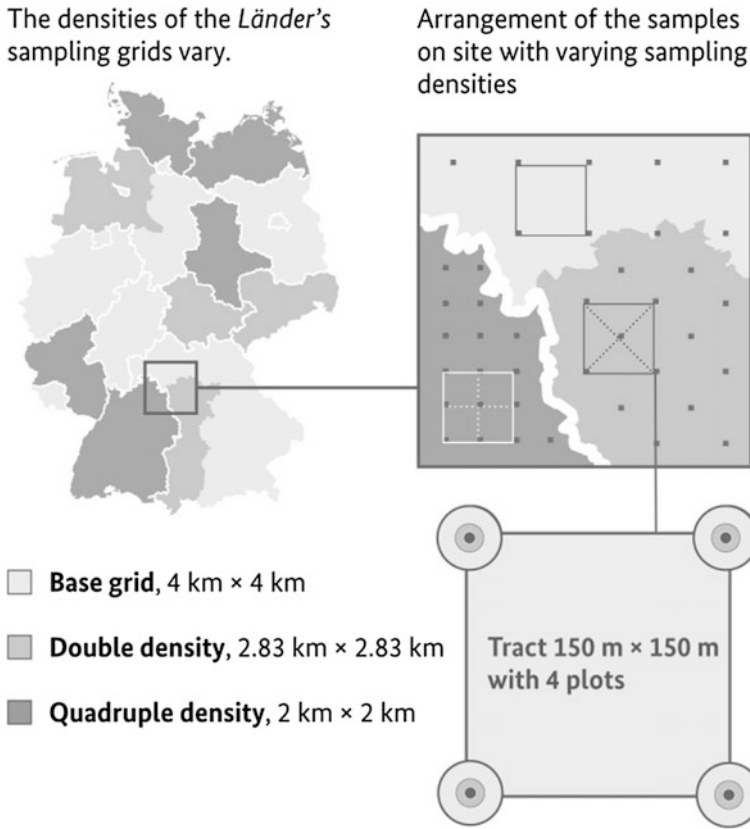 The densities of the Länder's
sampling grids vary.
Arrangement of the samples
on site with varying sampling
densities
Base grid, 4 km × 4 km
Double density, 2.83 km × 2.83 km
Quadruple density, 2 km × 2 km
Tract 150 m × 150 m
with 4 plots